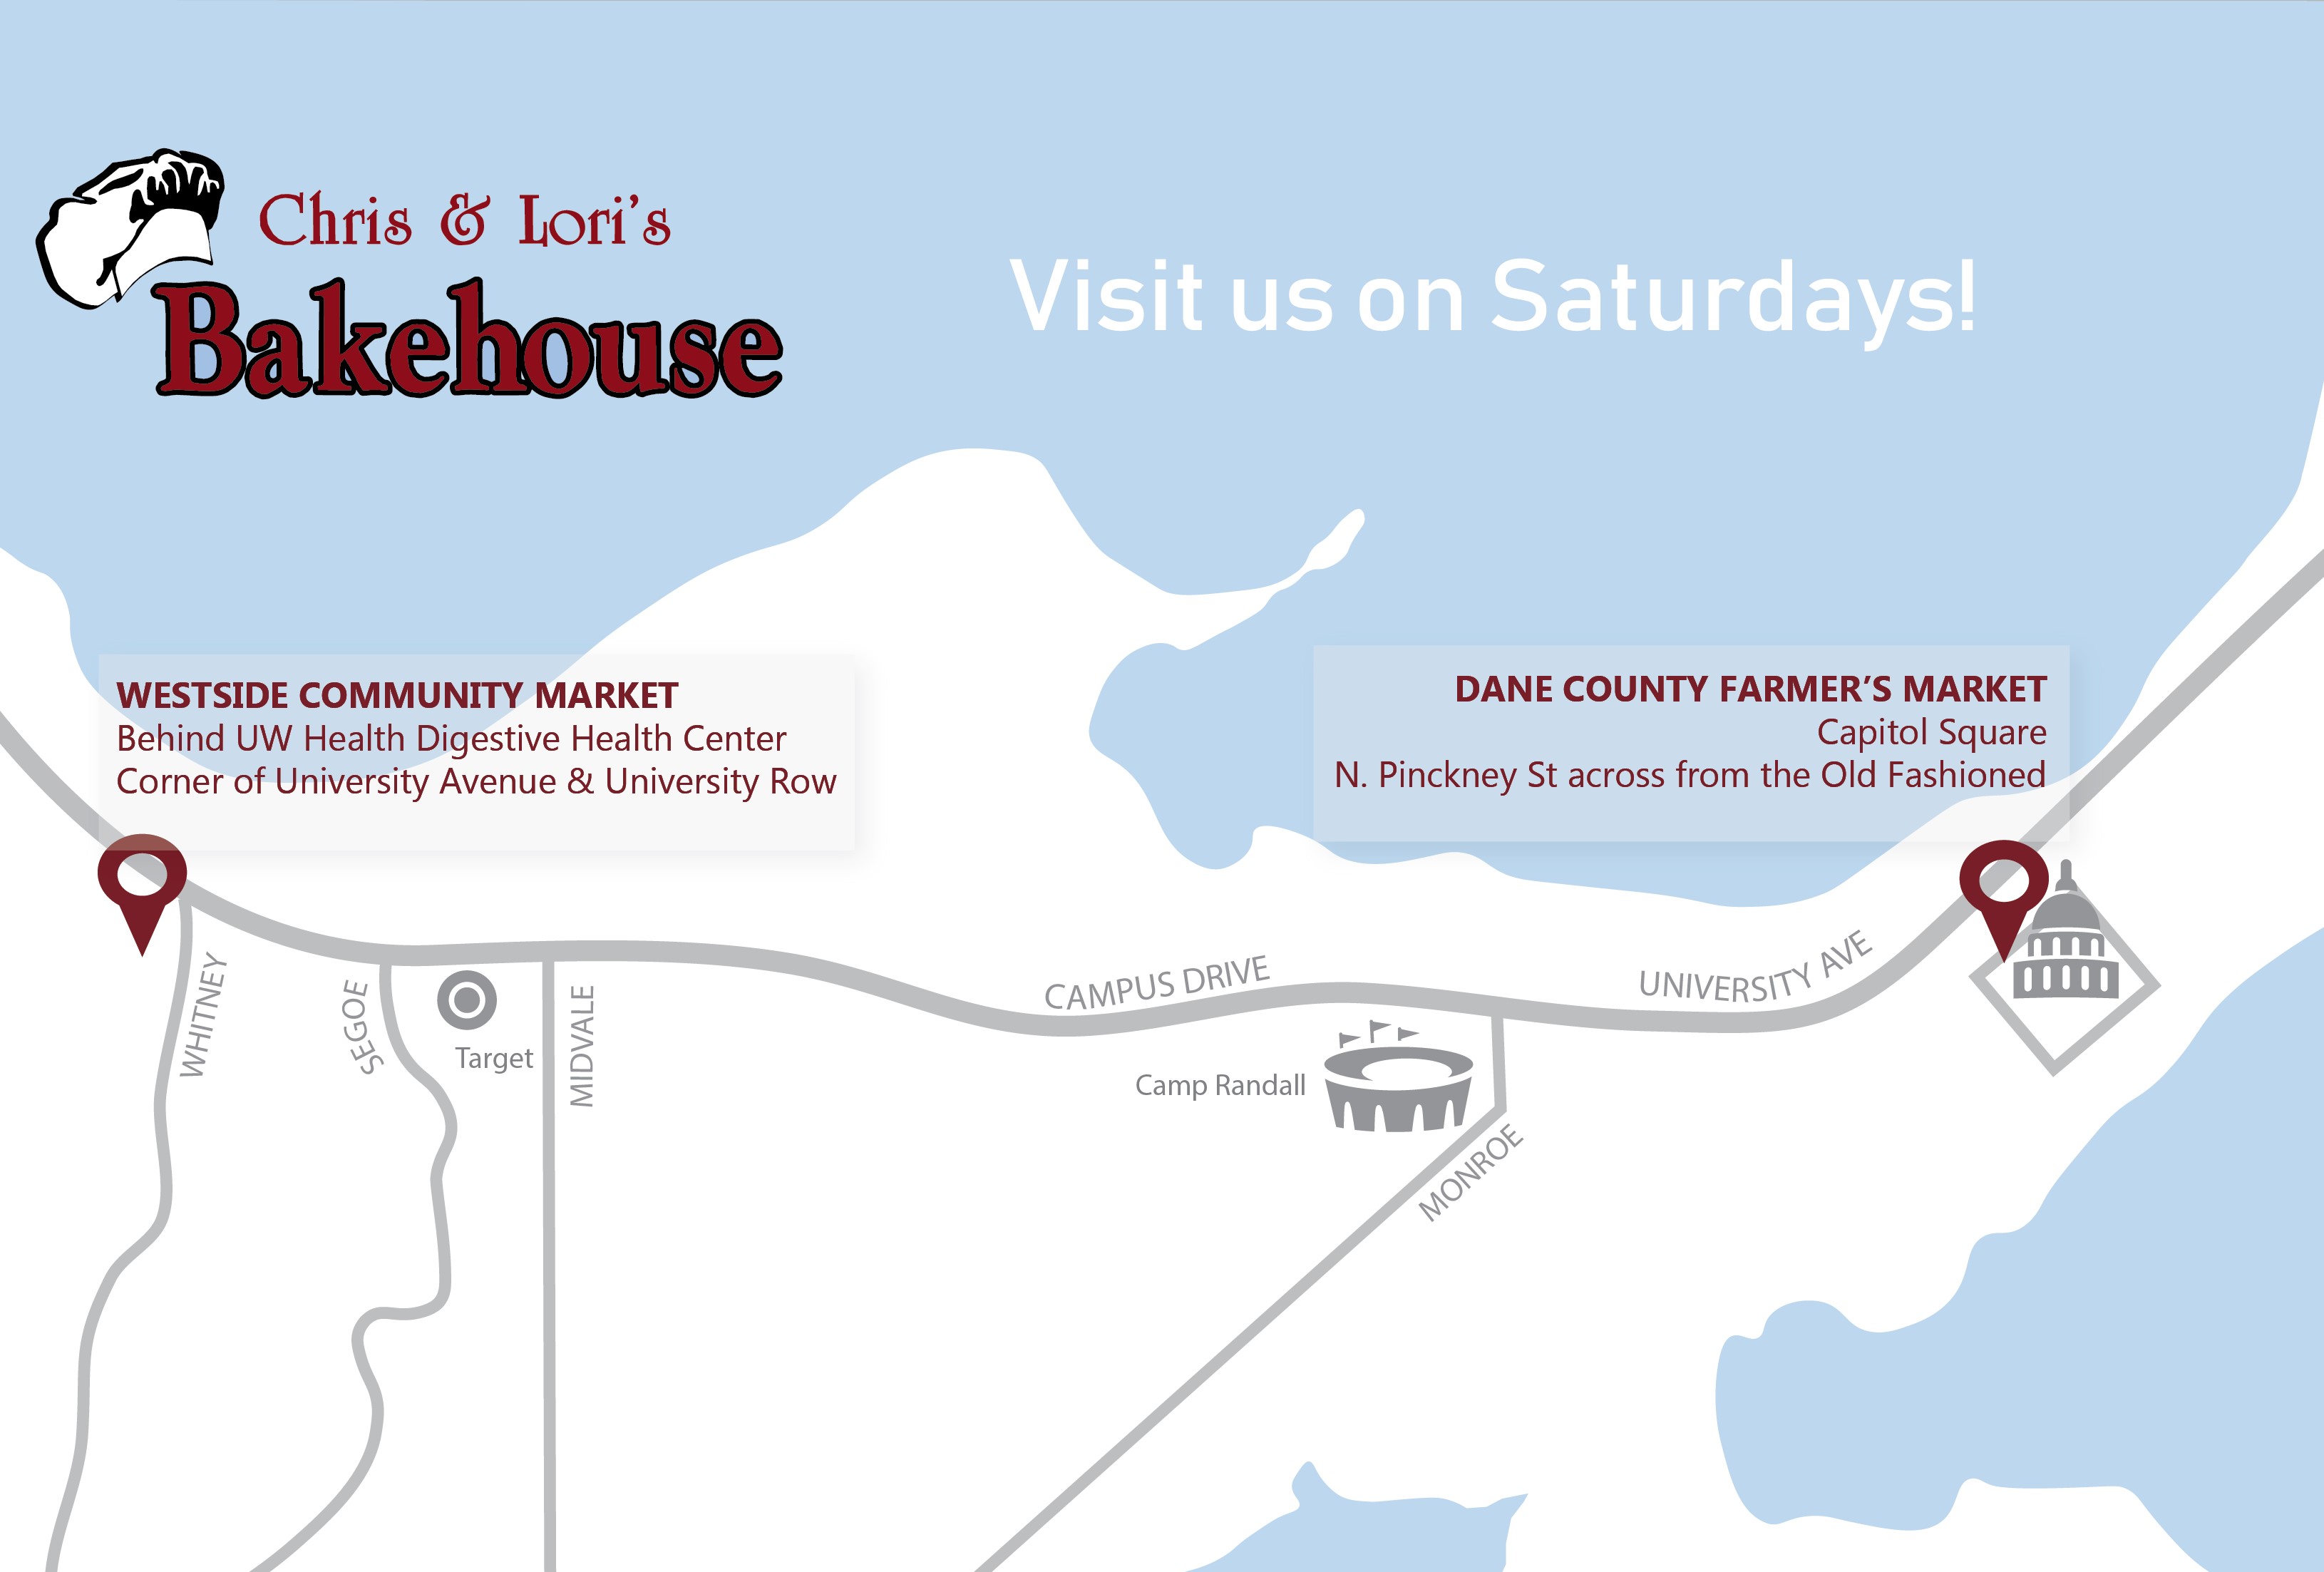 Chris & Lori's
Bakehouse
Visit us on Saturdays!
WESTSIDE COMMUNITY MARKET
Behind UW Health Digestive Health Center
Corner of University Avenue & University Row
DANE COUNTY FARMER'S MARKET
Capitol Square
N. Pinckney St across from the Old Fashioned
WHITNEY
SEGOE
Target
MIDVALE
CAMPUS DRIVE
UNIVERSITY AVE
Camp Randall
MONROE